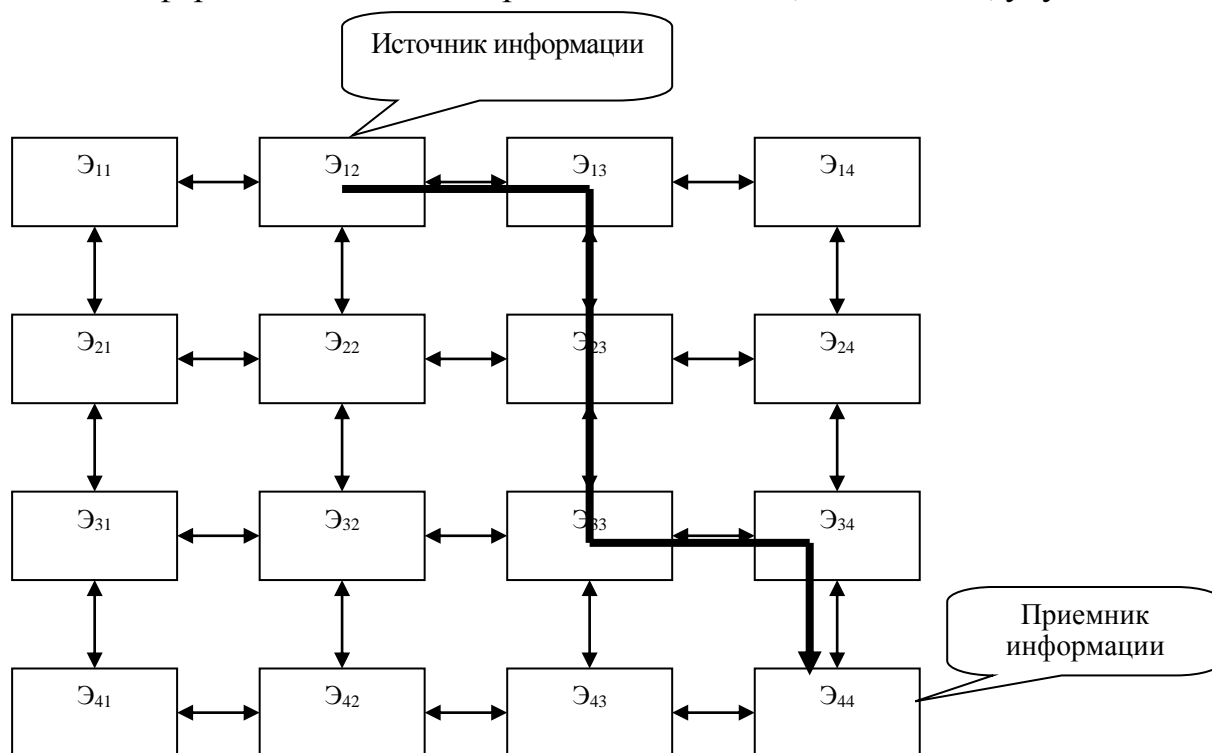 Источник информации
Э₁₁ Э₁₂ Э₁₃ Э₁₄
Э₂₁ Э₂₂ Э₂₃ Э₂₄
Э₃₁ Э₃₂ Э₃₃ Э₃₄
Приемник
информации
Э₄₁ Э₄₂ Э₄₃ Э₄₄